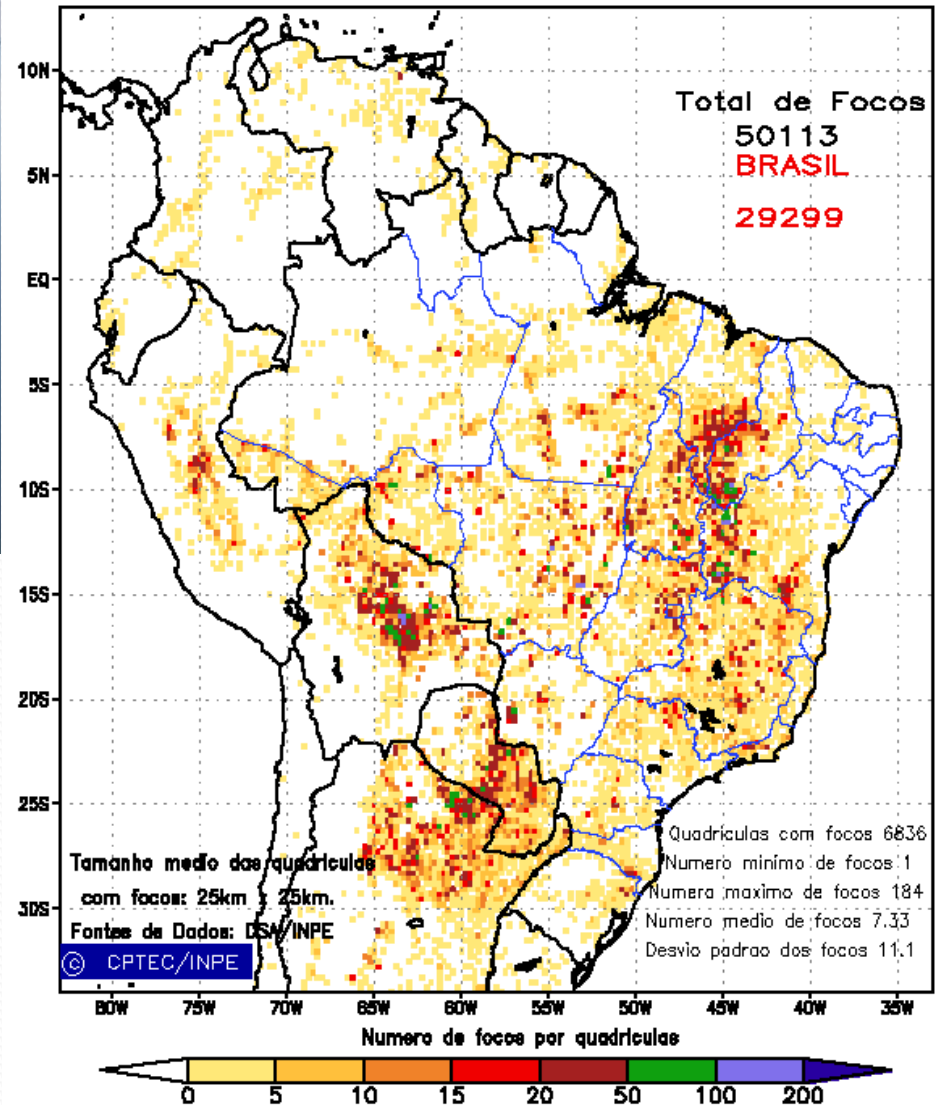 Total de Focos
50113
BRASIL
29299
10N
5N
EQ
5S
10S
15S
20S
25S
30S
Quadrículas com focos 6836
Numero minimo de focos 1
Numero maximo de focos 184
Numero medio de focos 7.33
Desvio padrao dos focos 11.1
Tamanho medio das quadriculas
com focos: 25km x 25km.
Fontes de Dados: DSA/INPE
© CPTEC/INPE
80W 75W 70W 65W 60W 55W 50W 45W 40W 35W
Numero de focos por quadriculas
0 5 10 15 20 50 100 200